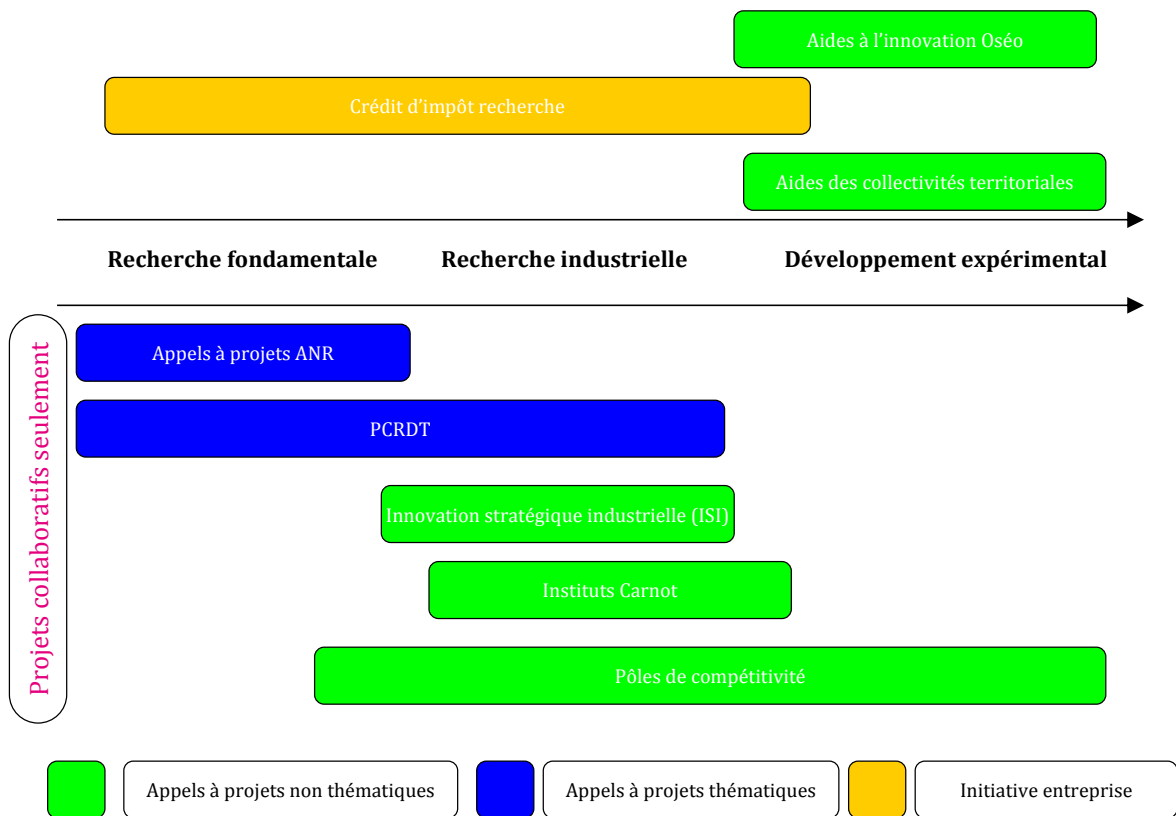 Aides à l'innovation Oséo
Crédit d'impôt recherche
Aides des collectivités territoriales
Recherche fondamentale Recherche industrielle Développement expérimental
Projets collaboratifs seulement
Appels à projets ANR
PCRDT
Innovation stratégique industrielle (ISI)
Instituts Carnot
Pôles de compétitivité
Appels à projets non thématiques Appels à projets thématiques Initiative entreprise